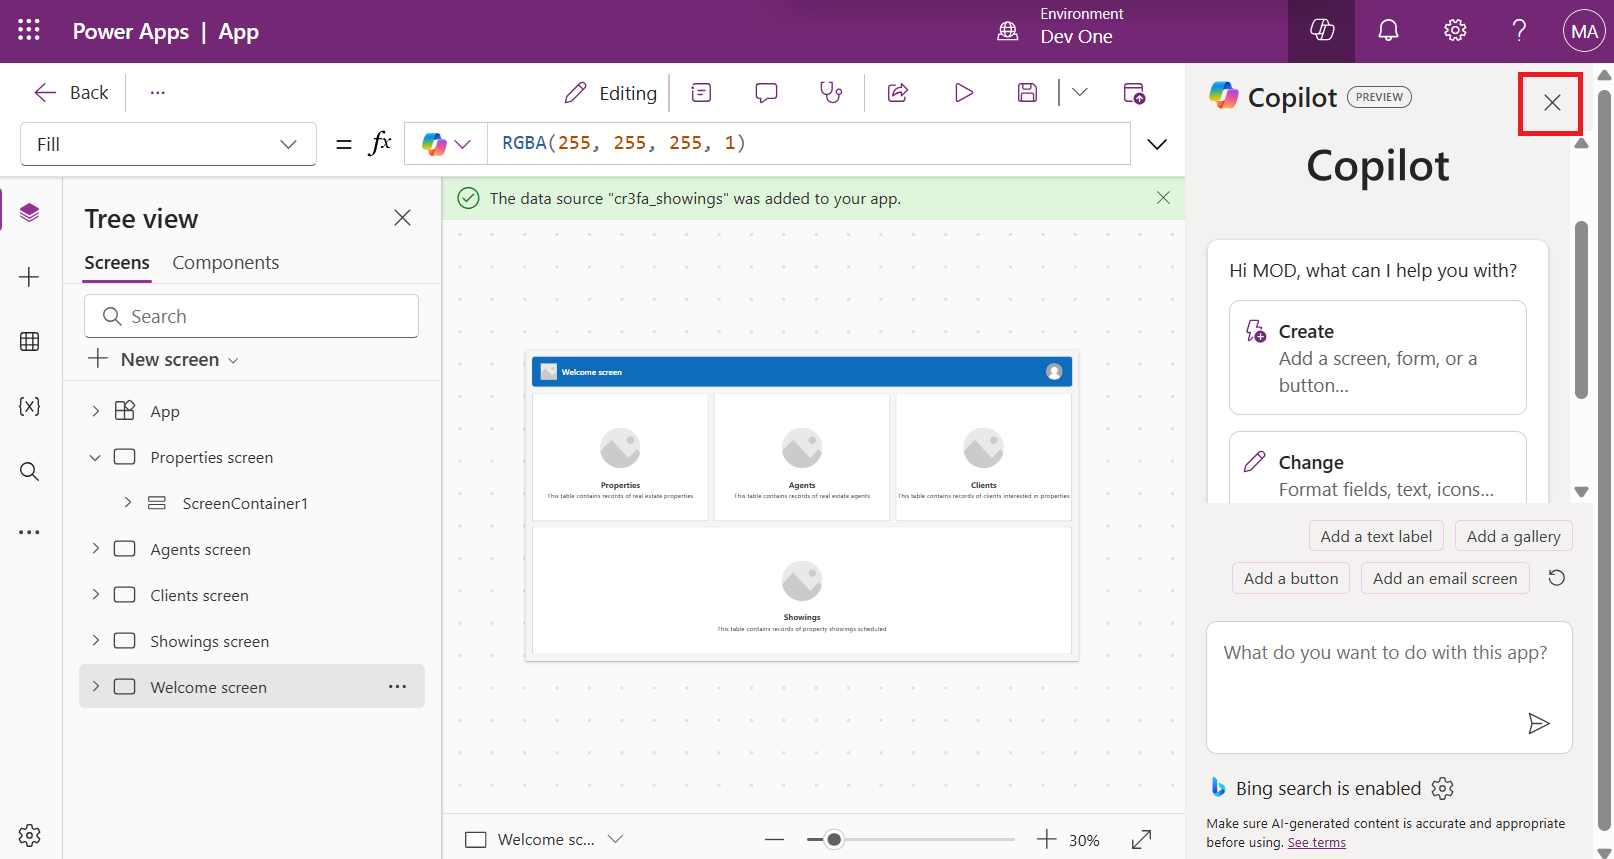 Power Apps | App
Environment
Dev One
MA
Back
Editing
Fill
= fx
RGBA(255, 255, 255, 1)
Tree view
Screens
Components
Search
New screen
App
Properties screen
ScreenContainer1
Agents screen
Clients screen
Showings screen
Welcome screen
The data source "cr3fa_showings" was added to your app.
Welcome screen
Properties
This table contains records of real estate properties
Agents
This table contains records of real estate agents
Clients
This table contains records of clients interested in properties
Showings
This table contains records of property showings scheduled
Welcome sc...
30%
Copilot PREVIEW
Copilot
Hi MOD, what can I help you with?
Create
Add a screen, form, or a
button...
Change
Format fields, text, icons...
Add a text label
Add a gallery
Add a button
Add an email screen
What do you want to do with this app?
Bing search is enabled
Make sure AI-generated content is accurate and appropriate
before using. See terms